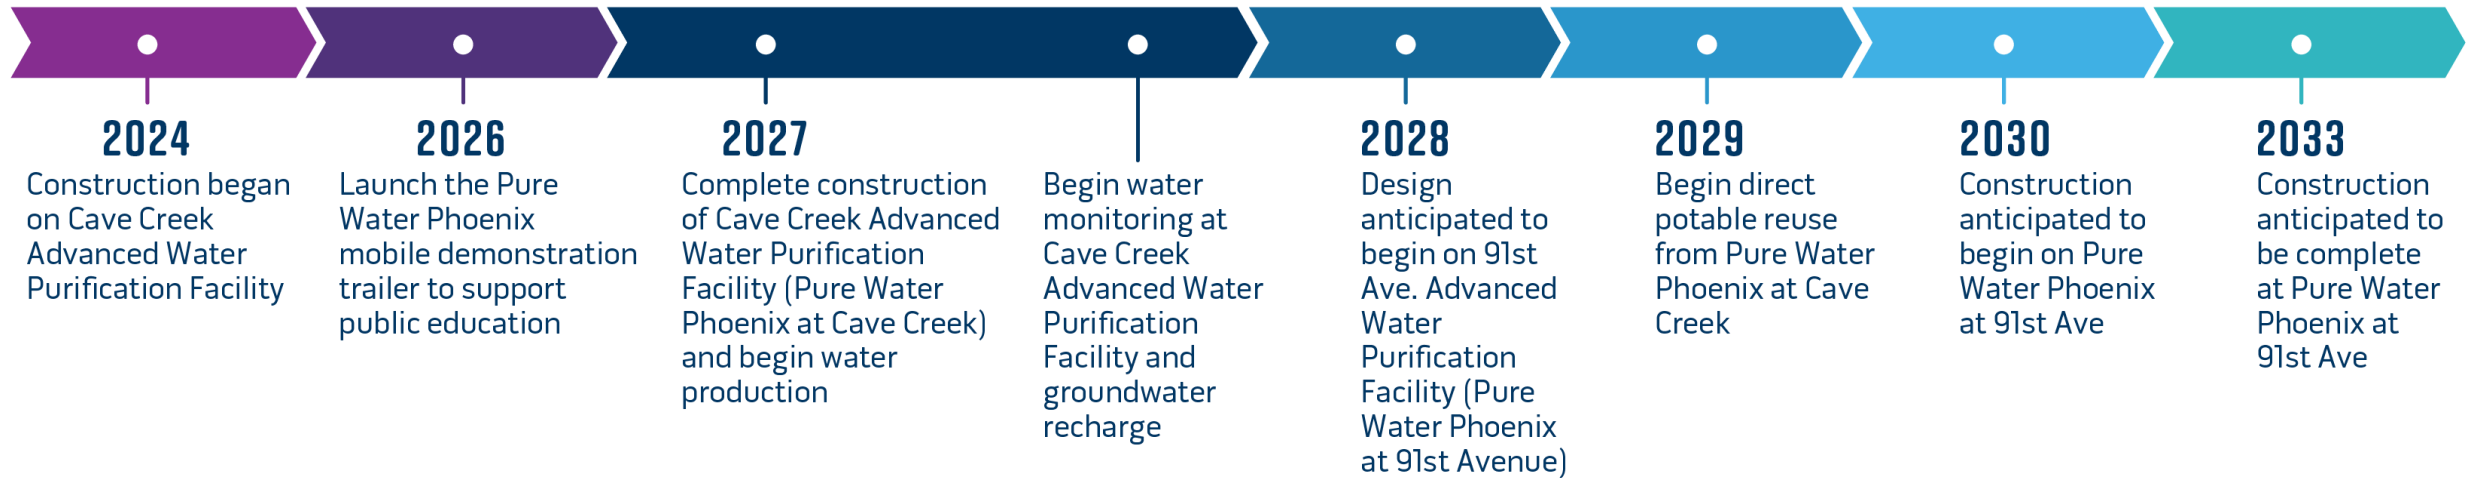 2024
Construction began
on Cave Creek
Advanced Water
Purification Facility
2026
Launch the Pure
Water Phoenix
mobile demonstration
trailer to support
public education
2027
Complete construction
of Cave Creek Advanced
Water Purification
Facility (Pure Water
Phoenix at Cave Creek)
and begin water
production
Begin water
monitoring at
Cave Creek
Advanced Water
Purification
Facility and
groundwater
recharge
2028
Design
anticipated to
begin on 91st
Ave. Advanced
Water
Purification
Facility (Pure
Water Phoenix
at 91st Avenue)
2029
Begin direct
potable reuse
from Pure Water
Phoenix at Cave
Creek
2030
Construction
anticipated to
begin on Pure
Water Phoenix
at 91st Ave
2033
Construction
anticipated to
be complete
at Pure Water
Phoenix at
91st Ave